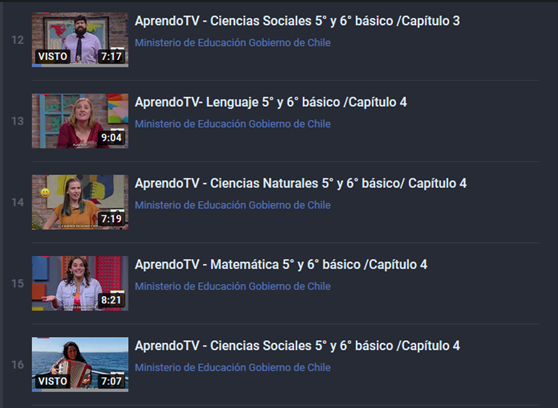 12
VISTO
7:17
AprendoTV - Ciencias Sociales 5° y 6° básico /Capítulo 3
Ministerio de Educación Gobierno de Chile
13
9:04
AprendoTV- Lenguaje 5° y 6° básico /Capítulo 4
Ministerio de Educación Gobierno de Chile
14
7:19
AprendoTV - Ciencias Naturales 5° y 6° básico/ Capítulo 4
Ministerio de Educación Gobierno de Chile
15
8:21
AprendoTV - Matemática 5° y 6° básico /Capítulo 4
Ministerio de Educación Gobierno de Chile
16
VISTO
7:07
AprendoTV - Ciencias Sociales 5° y 6° básico /Capítulo 4
Ministerio de Educación Gobierno de Chile